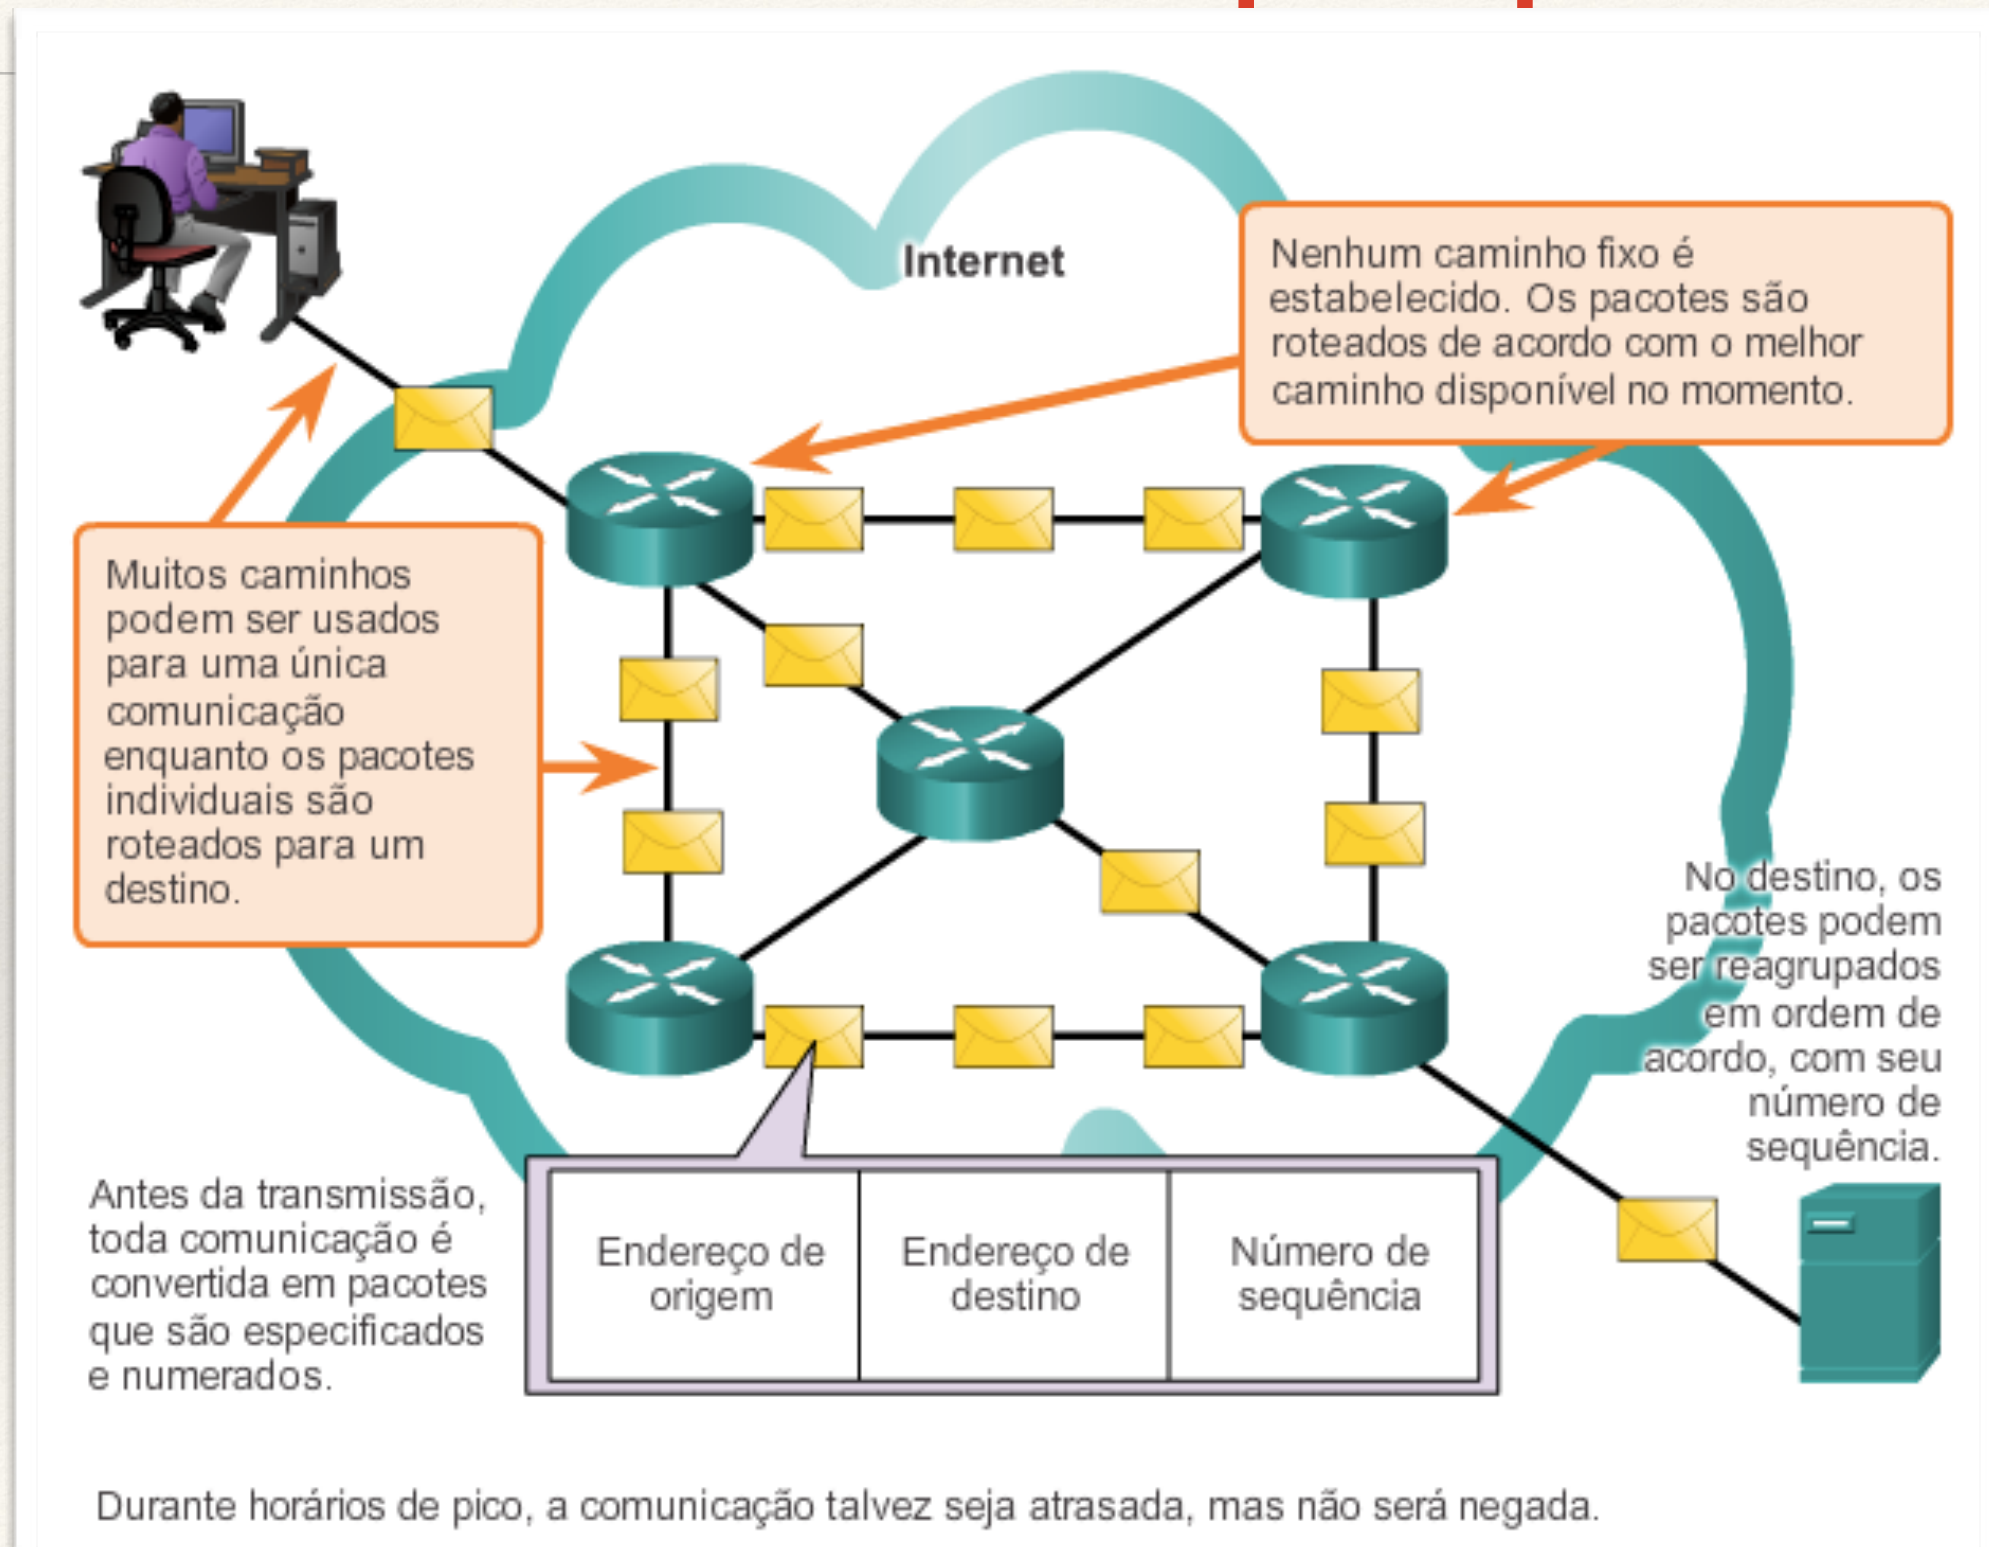 Internet
Nenhum caminho fixo é
estabelecido. Os pacotes são
roteados de acordo com o melhor
caminho disponível no momento.
Muitos caminhos
podem ser usados
para uma única
comunicação
enquanto os pacotes
individuais são
roteados para um
destino.
No destino, os
pacotes podem
ser reagrupados
em ordem de
acordo, com seu
número de
sequência.
Antes da transmissão,
toda comunicação é
convertida em pacotes
que são especificados
e numerados.
Endereço de
origem
Endereço de
destino
Número de
sequência
Durante horários de pico, a comunicação talvez seja atrasada, mas não será negada.